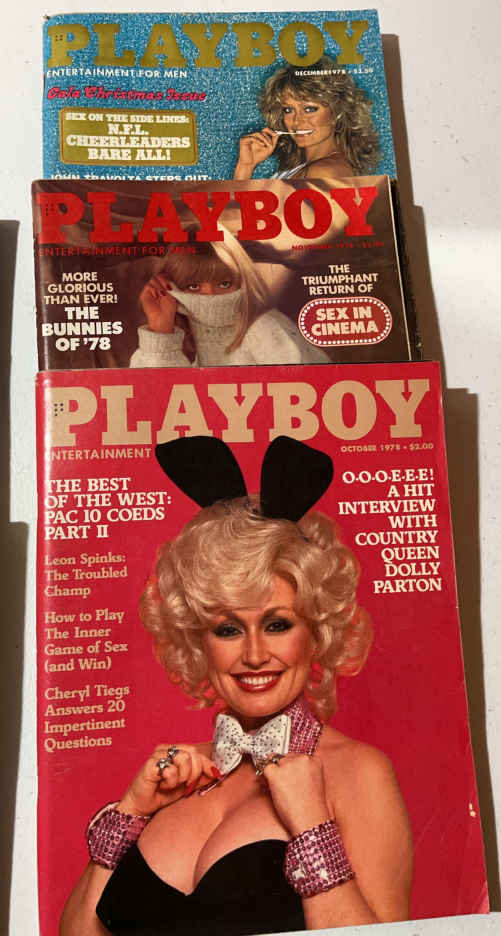 PLAYBOY
ENTERTAINMENT FOR MEN
DECEMBER 1978 • $2.50
Gala Christmas Issue
SEX ON THE SIDE LINES:
N.F.L.
CHEERLEADERS
BARE ALL!
JOHN TRAVOLTA STEPS OUT
PLAYBOY
ENTERTAINMENT FOR MEN
NOVEMBER 1978
MORE
GLORIOUS
THAN EVER!
THE
BUNNIES
OF '78
THE
TRIUMPHANT
RETURN OF
SEX IN
CINEMA
PLAYBOY
ENTERTAINMENT
OCTOBER 1978 • $2.00
THE BEST
OF THE WEST:
PAC 10 COEDS
PART II
Leon Spinks:
The Troubled
Champ
How to Play
The Inner
Game of Sex
(and Win)
Cheryl Tiegs
Answers 20
Impertinent
Questions
O-O-O-E-E-E!
A HIT
INTERVIEW
WITH
COUNTRY
QUEEN
DOLLY
PARTON